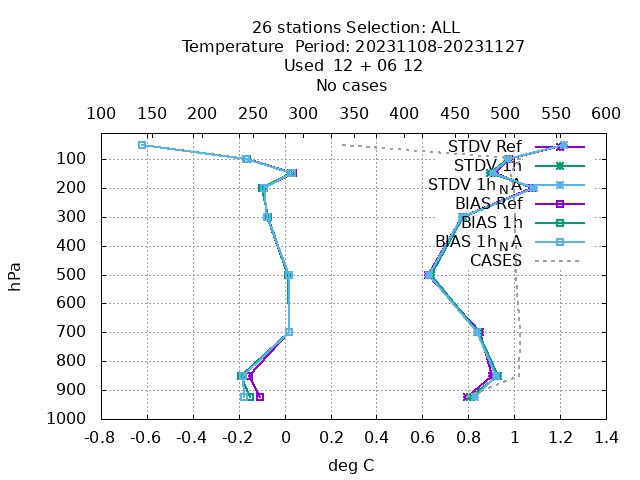 26 stations Selection: ALL
Temperature  Period: 20231108-20231127
Used  12 + 06 12
No cases
100 150 200 250 300 350 400 450 500 550 600
STDV Ref
STDV 1h
STDV 1h_NA
BIAS Ref
BIAS 1h
BIAS 1h_NA
CASES
hPa
100
200
300
400
500
600
700
800
900
1000
-0.8 -0.6 -0.4 -0.2 0 0.2 0.4 0.6 0.8 1 1.2 1.4
deg C